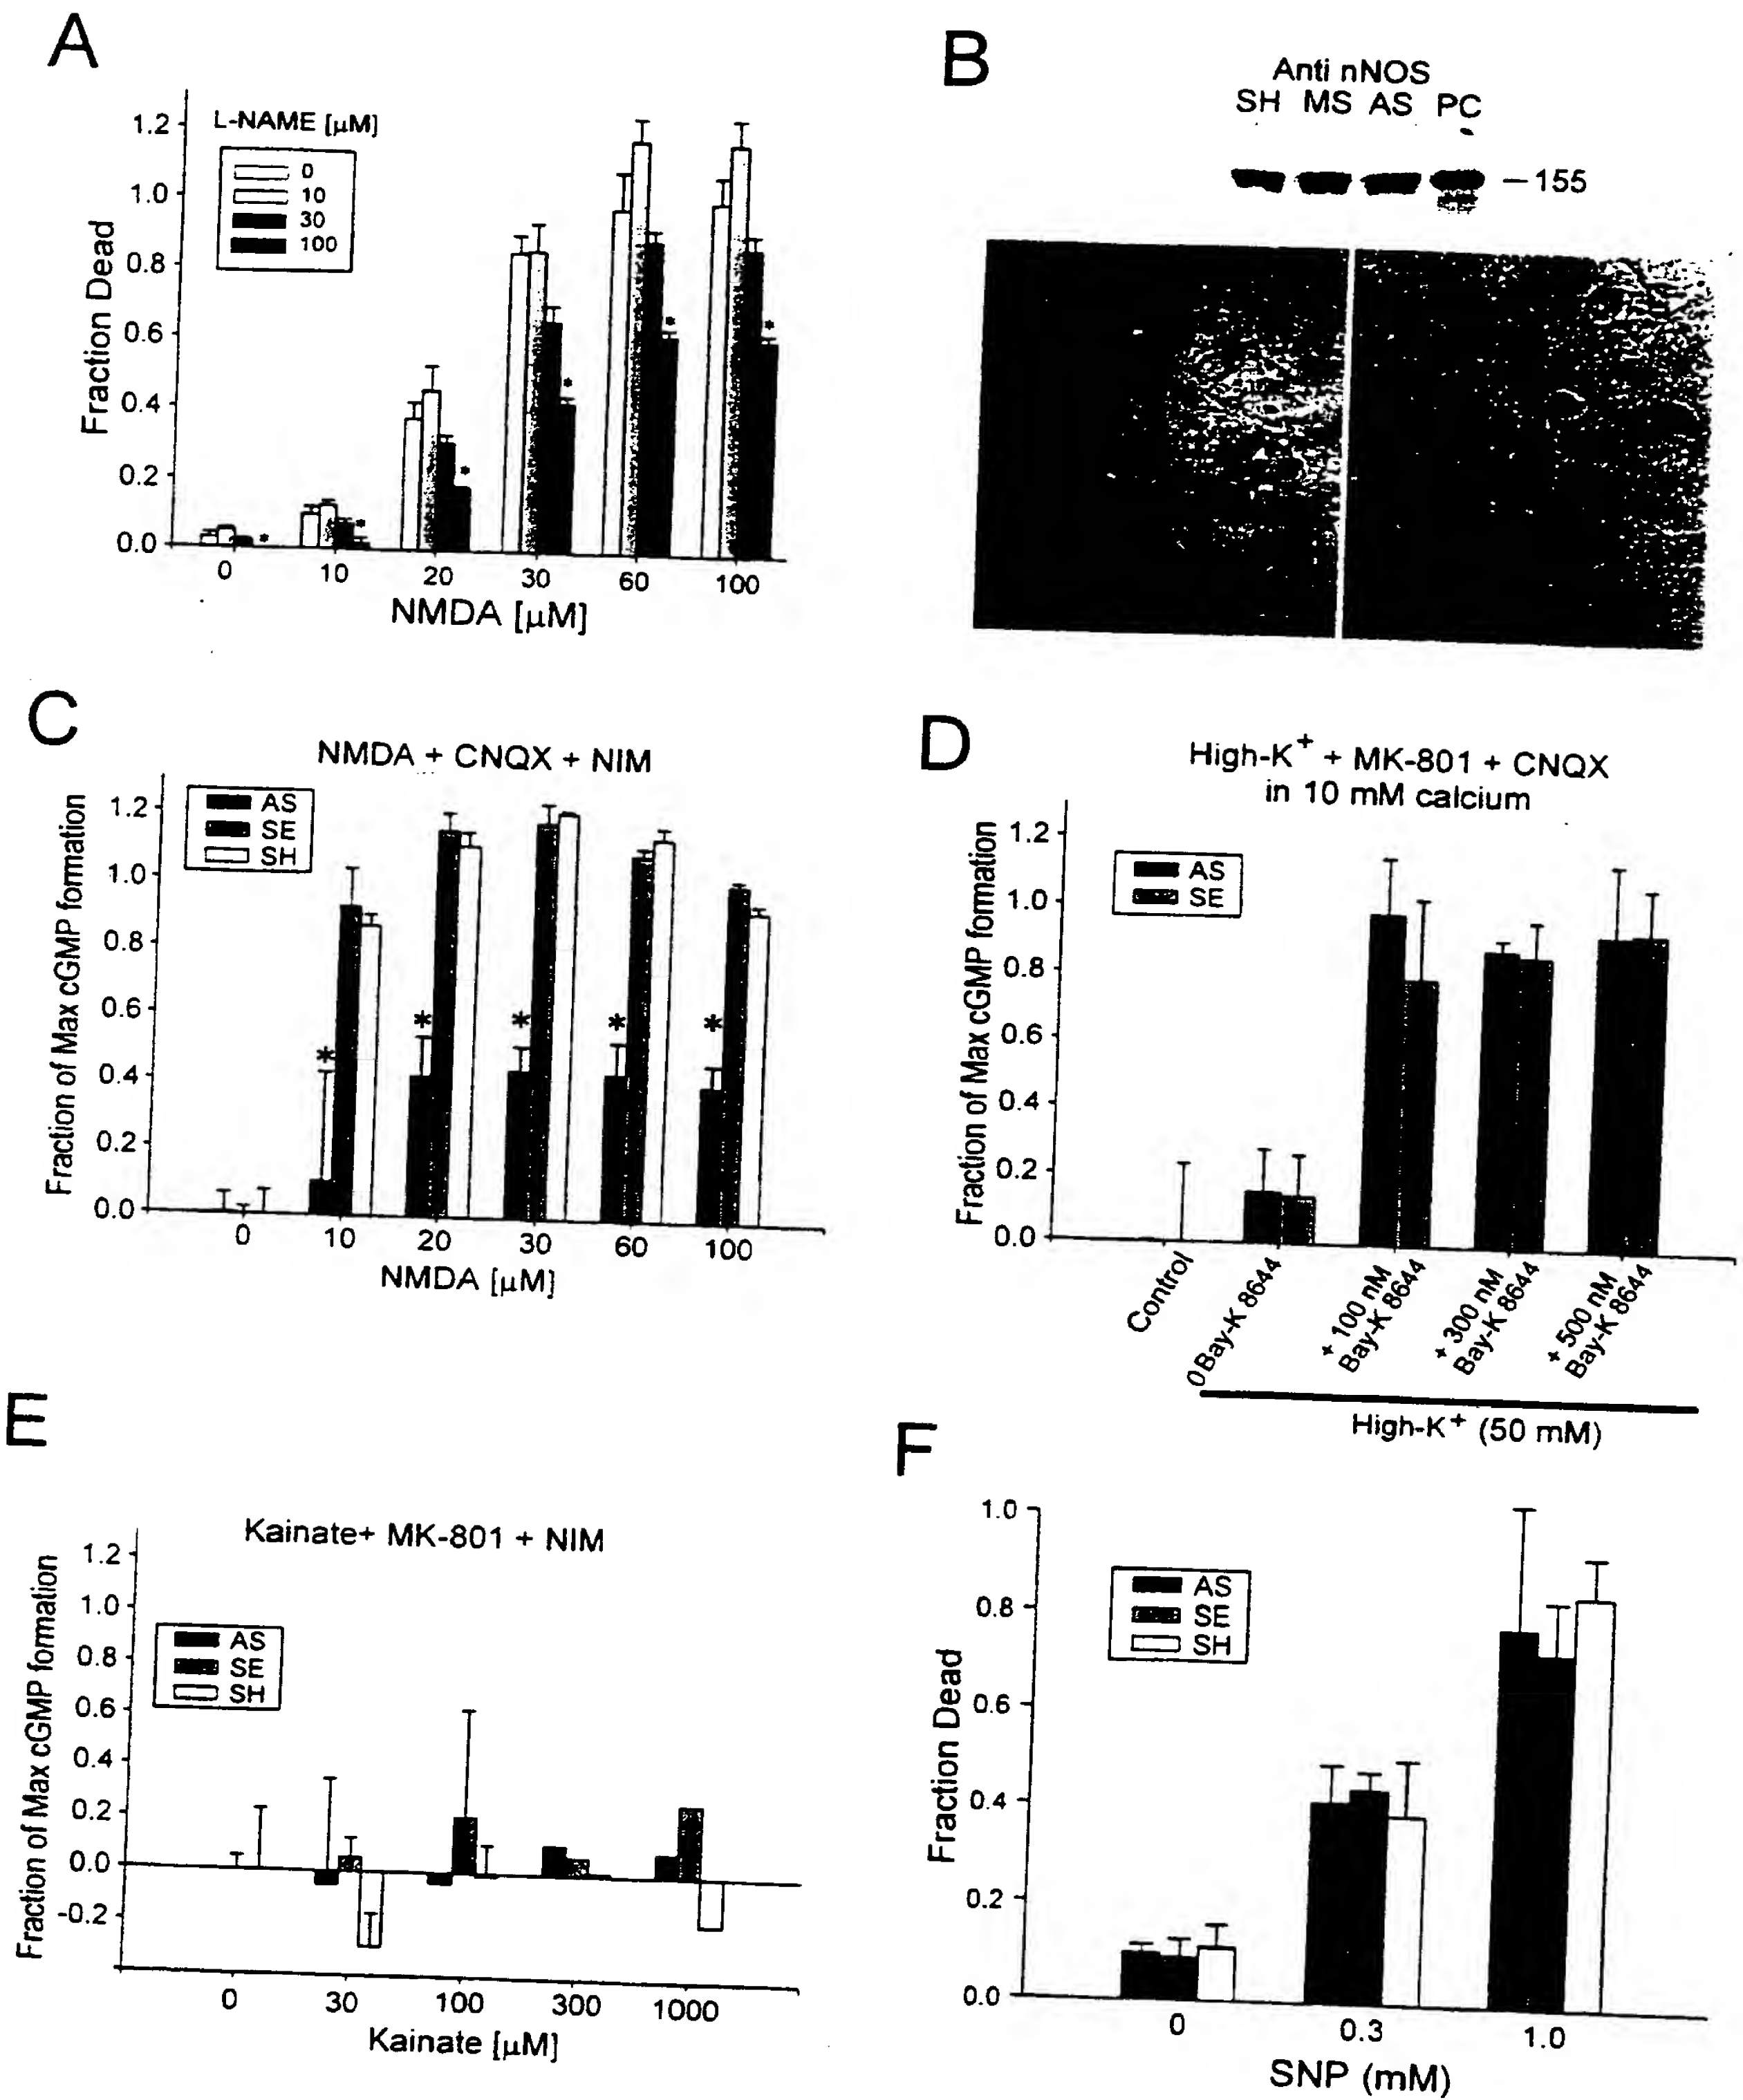 A
L-NAME [µM]
0
10
30
100
1.2
1.0
0.8
0.6
0.4
0.2
0.0
Fraction Dead
* * * * * *
0 10 20 30 60 100
NMDA [µM]
B
Anti nNOS
SH MS AS PC
–155
C
NMDA + CNQX + NIM
AS
SE
SH
1.2
1.0
0.8
0.6
0.4
0.2
0.0
Fraction of Max cGMP formation
* * * * *
0 10 20 30 60 100
NMDA [µM]
D
High-K+ + MK-801 + CNQX
in 10 mM calcium
AS
SE
1.2
1.0
0.8
0.6
0.4
0.2
0.0
Fraction of Max cGMP formation
Control
0Bay-K 8644
+ 100 nM
Bay-K 8644
+ 300 nM
Bay-K 8644
+ 500 nM
Bay-K 8644
High-K+ (50 mM)
E
Kainate+ MK-801 + NIM
AS
SE
SH
1.2
1.0
0.8
0.6
0.4
0.2
0.0
-0.2
Fraction of Max cGMP formation
0 30 100 300 1000
Kainate [µM]
F
AS
SE
SH
1.0
0.8
0.6
0.4
0.2
0.0
Fraction Dead
0 0.3 1.0
SNP (mM)